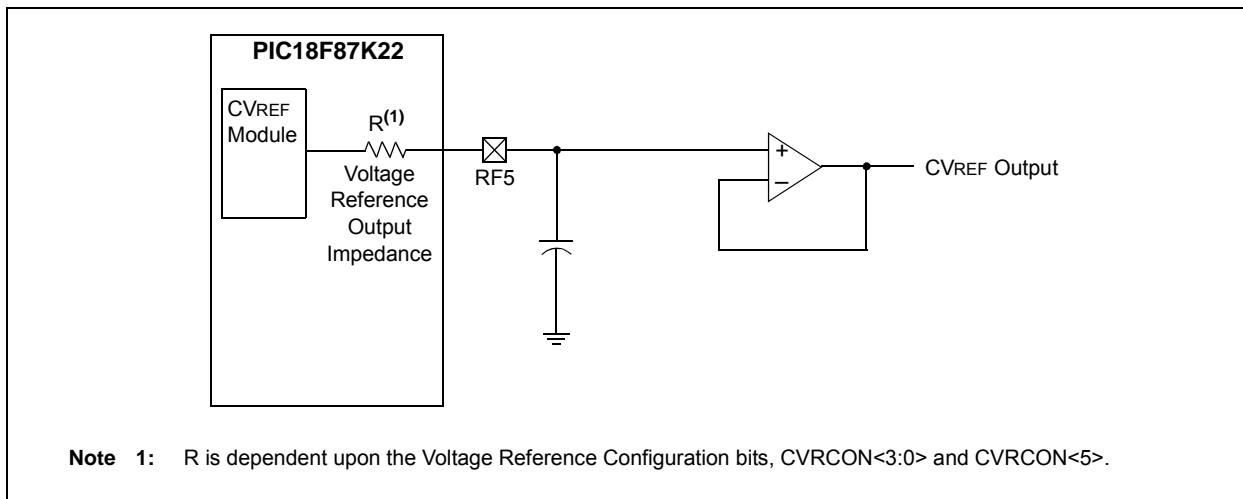 PIC18F87K22
CVREF
Module
R(1)
Voltage
Reference
Output
Impedance
RF5
+
–
CVREF Output
Note 1: R is dependent upon the Voltage Reference Configuration bits, CVRCON<3:0> and CVRCON<5>.